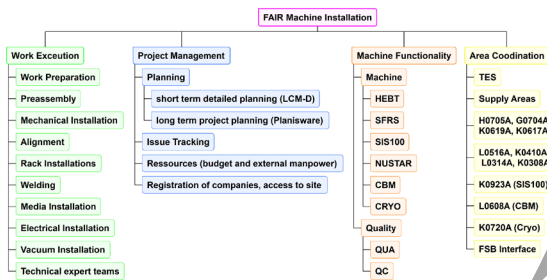 FAIR Machine Installation
Work Excecution
Work Preparation
Preassembly
Mechanical Installation
Alignment
Rack Installations
Welding
Media Installation
Electrical Installation
Vacuum Installation
Technical expert teams
Project Management
Planning
short term detailed planning (LCM-D)
long term project planning (Planisware)
Issue Tracking
Ressources (budget and external manpower)
Registration of companies, access to site
Machine Functionality
Machine
HEBT
SFRS
SIS100
NUSTAR
CBM
CRYO
Quality
QUA
QC
Area Coodination
TES
Supply Areas
H0705A, G0704A
K0619A, K0617A
L0516A, K0410A
L0314A, K0308A
K0923A (SIS100)
L0608A (CBM)
K0720A (Cryo)
FSB Interface